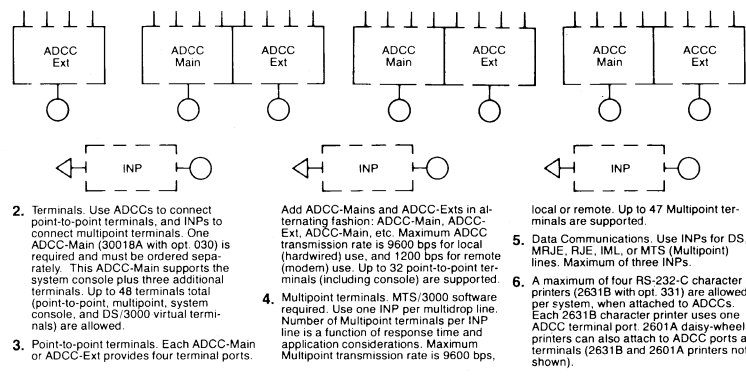 ADCC
Ext
ADCC
Main
ADCC
Ext
ADCC
Main
ADCC
Ext
ADCC
Main
ACCC
Ext
INP
INP
INP
2. Terminals. Use ADCCs to connect
point-to-point terminals, and INPs to
connect multipoint terminals. One
ADCC-Main (30018A with opt. 030) is
required and must be ordered sepa-
rately. This ADCC-Main supports the
system console plus three additional
terminals. Up to 48 terminals total
(point-to-point, multipoint, system
console, and DS/3000 virtual termi-
nals) are allowed.
3. Point-to-point terminals. Each ADCC-Main
or ADCC-Ext provides four terminal ports.
Add ADCC-Mains and ADCC-Exts in al-
ternating fashion: ADCC-Main, ADCC-
Ext, ADCC-Main, etc. Maximum ADCC
transmission rate is 9600 bps for local
(hardwired) use, and 1200 bps for remote
(modem) use. Up to 32 point-to-point ter-
minals (including console) are supported.
4. Multipoint terminals. MTS/3000 software
required. Use one INP per multidrop line.
Number of Multipoint terminals per INP
line is a function of response time and
application considerations. Maximum
Multipoint transmission rate is 9600 bps,
local or remote. Up to 47 Multipoint ter-
minals are supported.
5. Data Communications. Use INPs for DS,
MRJE, RJE, IML, or MTS (Multipoint)
lines. Maximum of three INPs.
6. A maximum of four RS-232-C character
printers (2631B with opt. 331) are allowed
per system, when attached to ADCCs.
Each 2631B character printer uses one
ADCC terminal port. 2601A daisy-wheel
printers can also attach to ADCC ports a
terminals (2631B and 2601A printers not
shown).